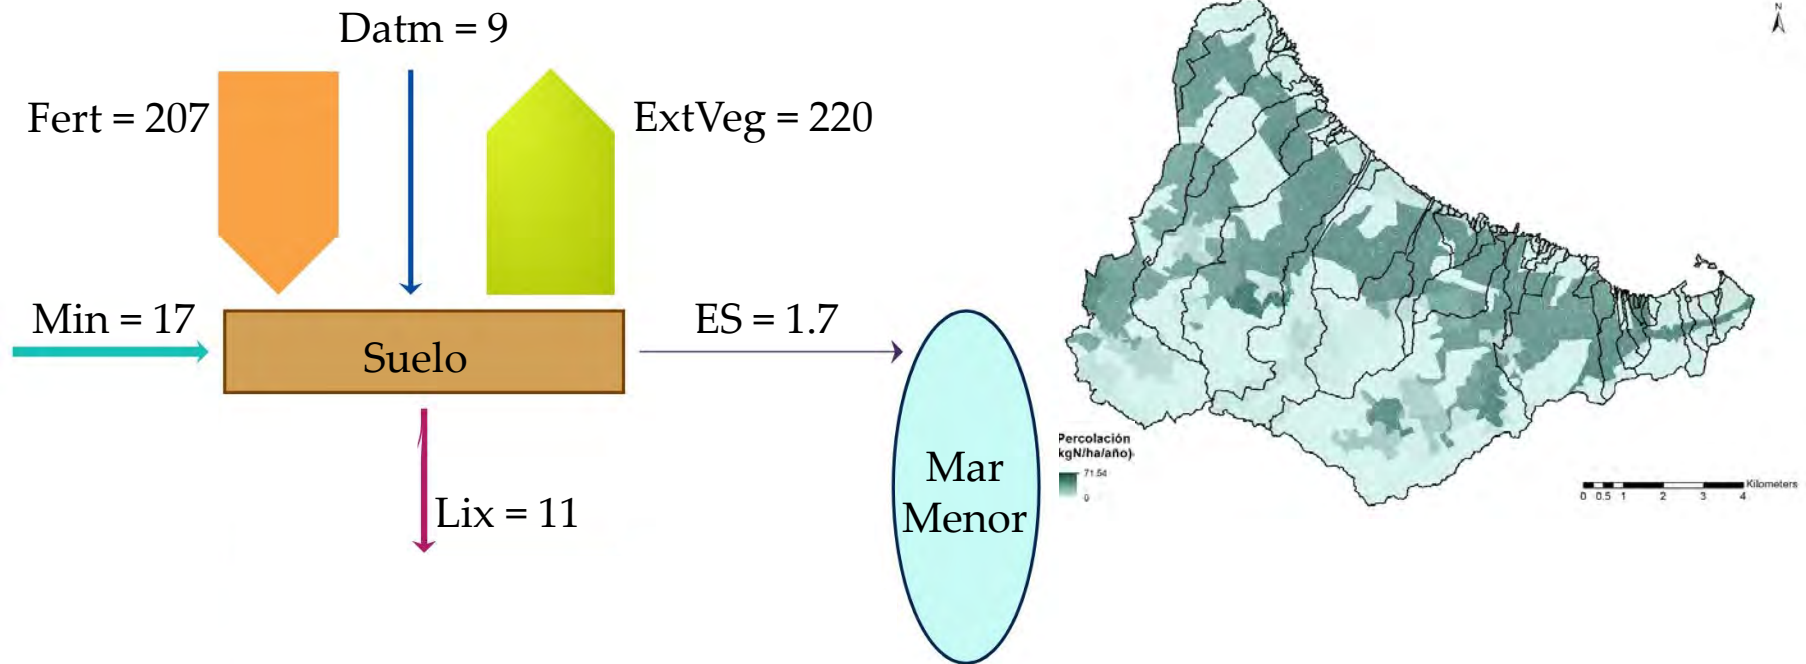 Datm = 9
Fert = 207
ExtVeg = 220
Min = 17
Suelo
ES = 1.7
Lix = 11
Mar
Menor
N
Percolación
kgN/ha/año)
71.54
0
Kilometers
0 0.5 1 2 3 4